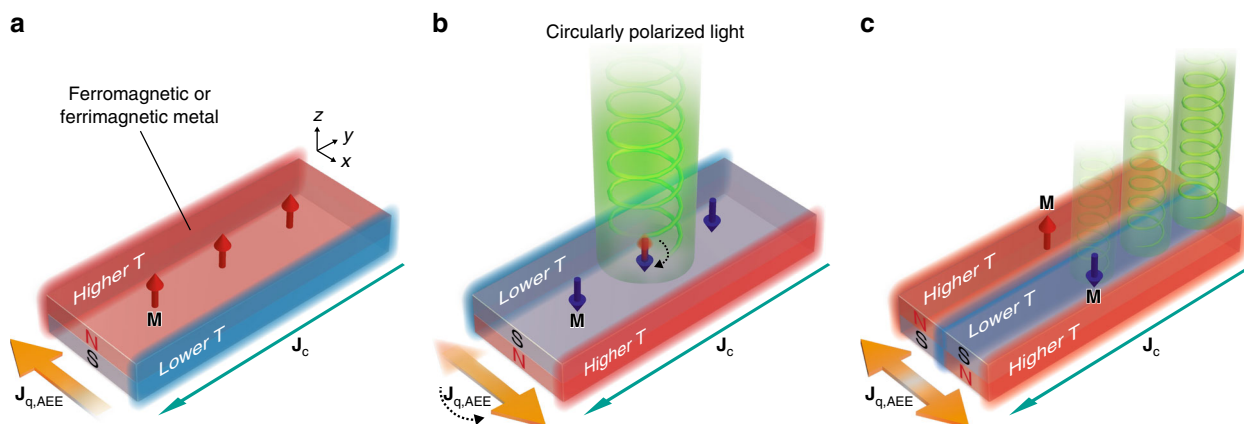 a
Ferromagnetic or
ferrimagnetic metal
z
y
x
Higher T
M
N
S
Lower T
J_c
J_q,AEE
b
Circularly polarized light
Lower T
M
S
N
Higher T
J_c
J_q,AEE
c
M
Higher T
M
Lower T
N
S
S
N
Higher T
J_c
J_q,AEE